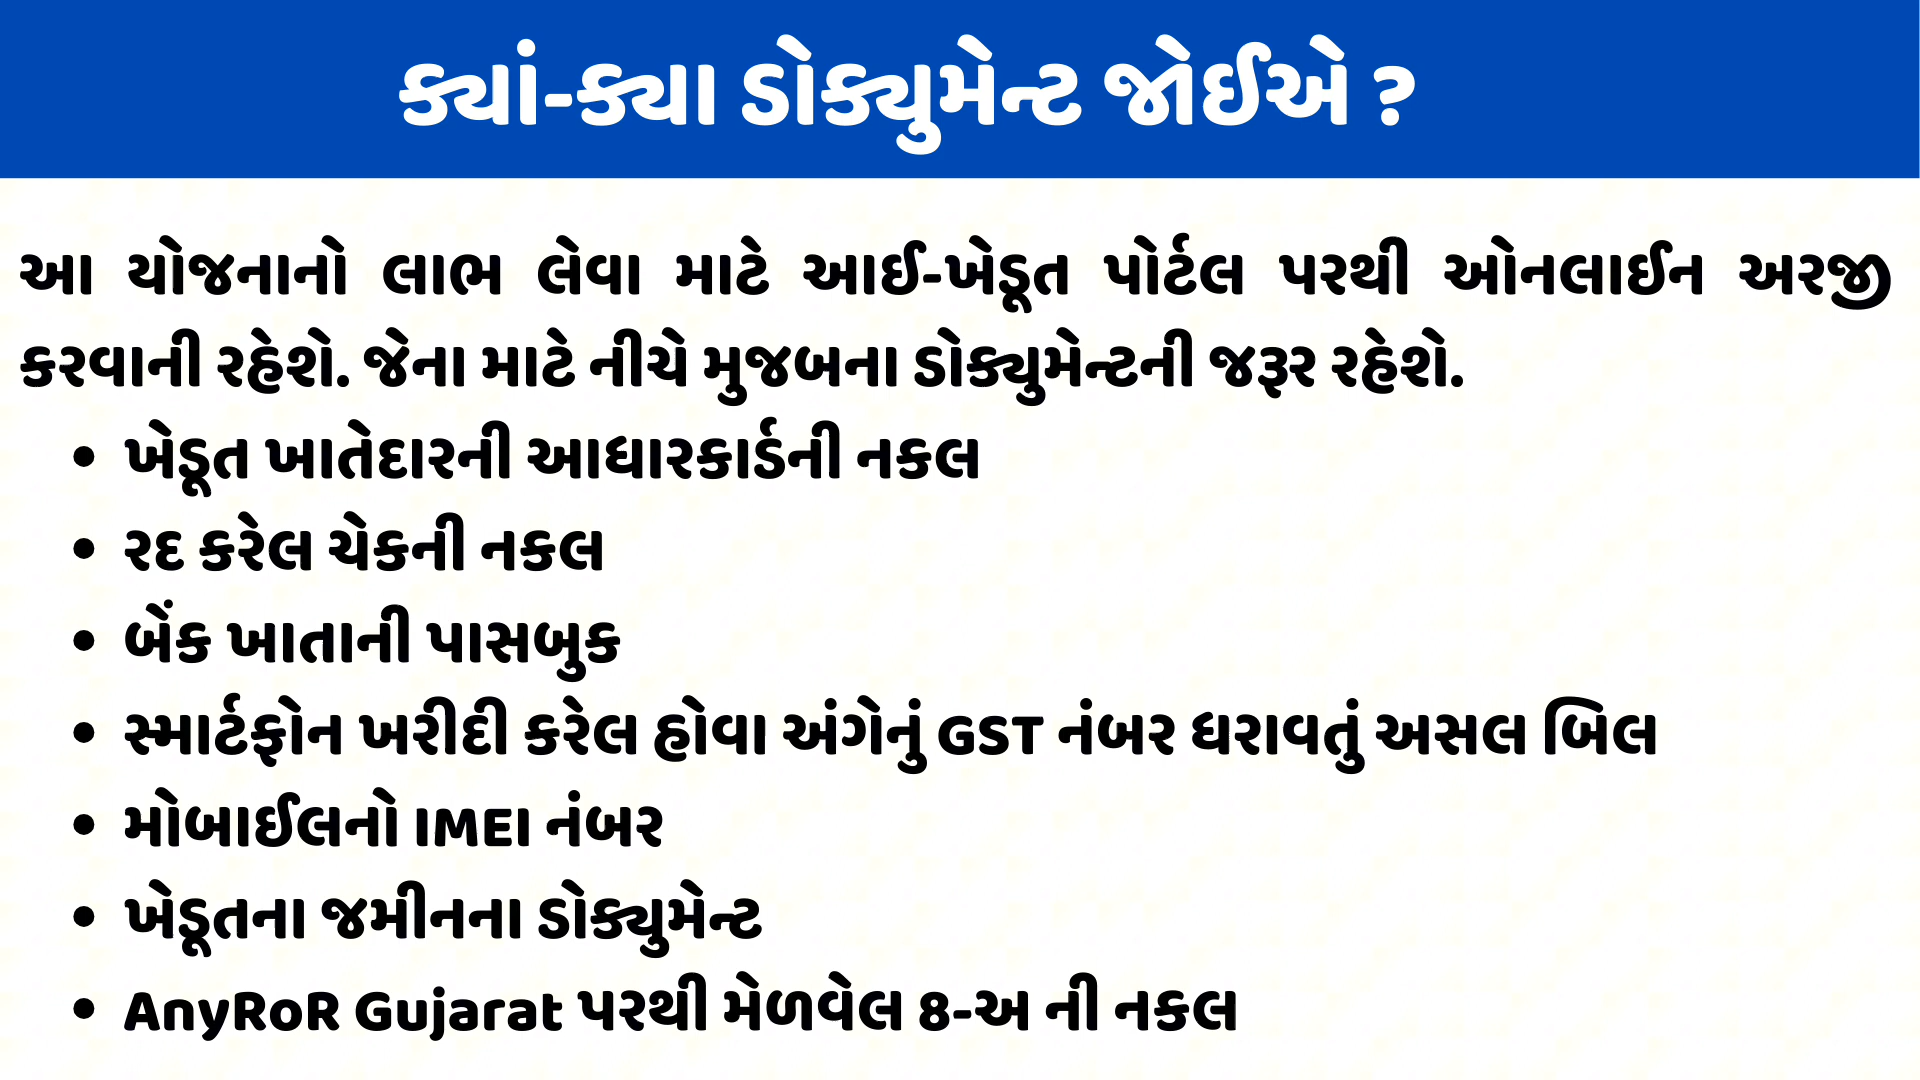 ક્યાં-ક્યા ડોક્યુમેન્ટ જોઈએ ?
આ યોજનાનો લાભ લેવા માટે આઈ-ખેડૂત પોર્ટલ પરથી ઓનલાઈન અરજી
કરવાની રહેશે. જેના માટે નીચે મુજબના ડોક્યુમેન્ટની જરૂર રહેશે.
• ખેડૂત ખાતેદારની આધારકાર્ડની નકલ
• રદ કરેલ ચેકની નકલ
• બેંક ખાતાની પાસબુક
• સ્માર્ટફોન ખરીદી કરેલ હોવા અંગેનું GST નંબર ધરાવતું અસલ બિલ
• મોબાઈલનો IMEI નંબર
• ખેડૂતના જમીનના ડોક્યુમેન્ટ
• AnyRoR Gujarat પરથી મેળવેલ 8-અ ની નકલ